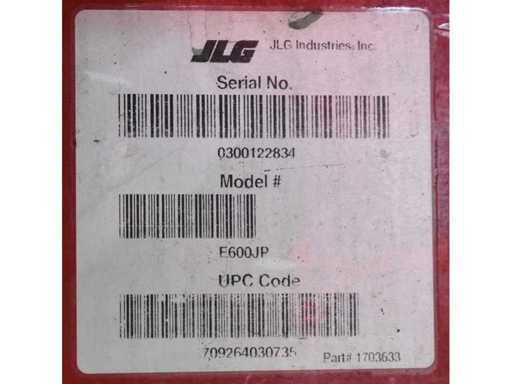 JLG JLG Industries, Inc.
Serial No.
0300122834
Model #
E600JP
UPC Code
709264030735
Part# 1703633